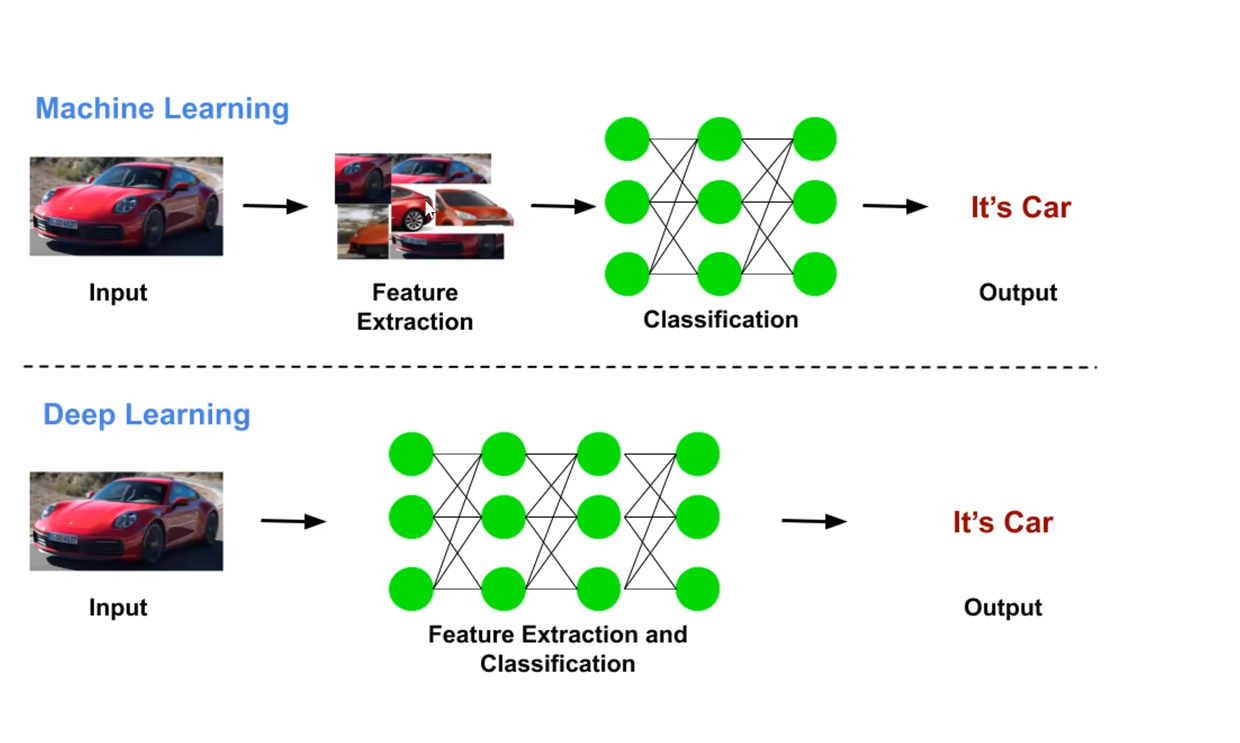 Machine Learning
Input
Feature
Extraction
Classification
It's Car
Output
Deep Learning
Input
Feature Extraction and
Classification
It's Car
Output